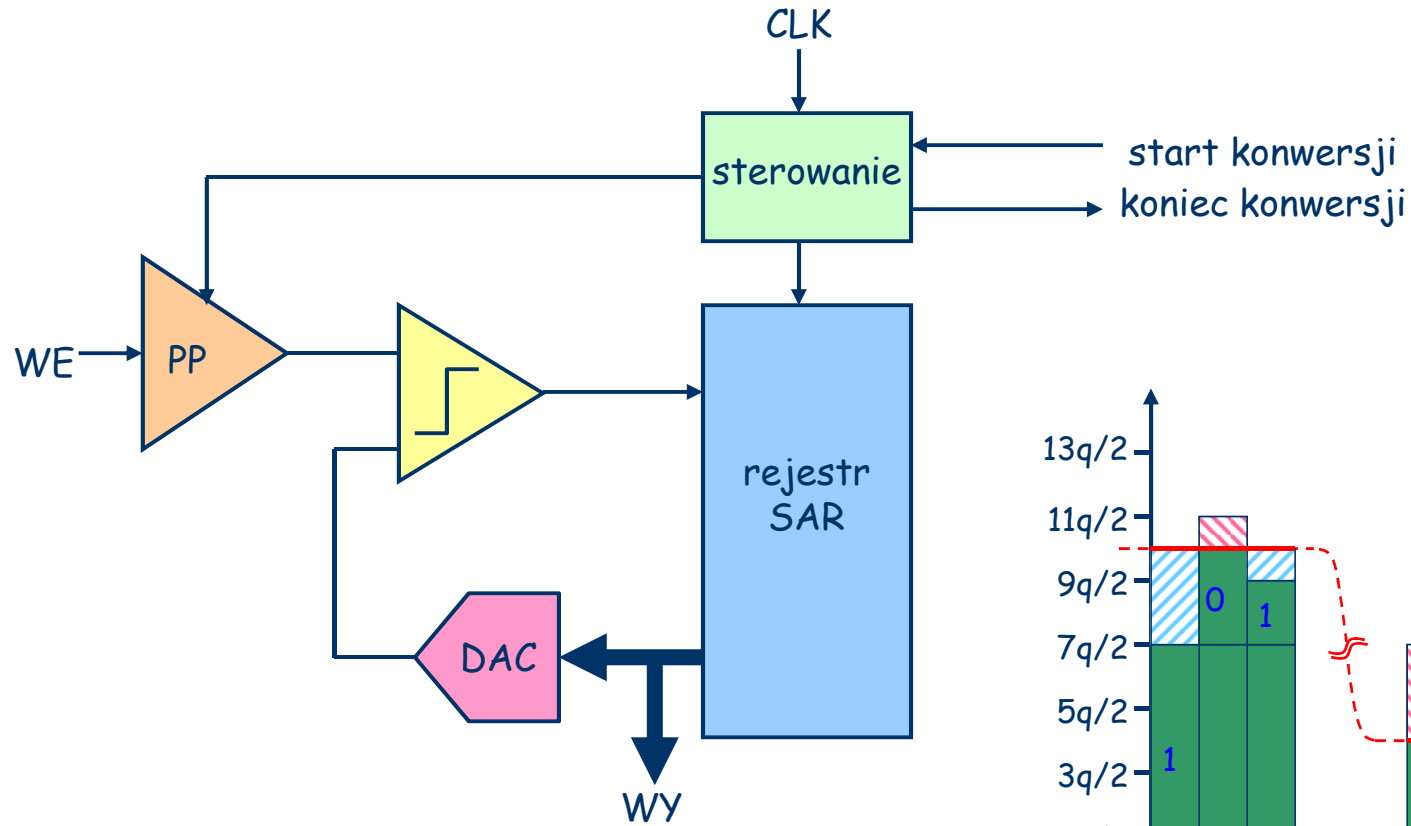 CLK
sterowanie
start konwersji
koniec konwersji
WE
PP
rejestr
SAR
DAC
WY
13q/2
11q/2
9q/2
7q/2
5q/2
3q/2
0
1
1